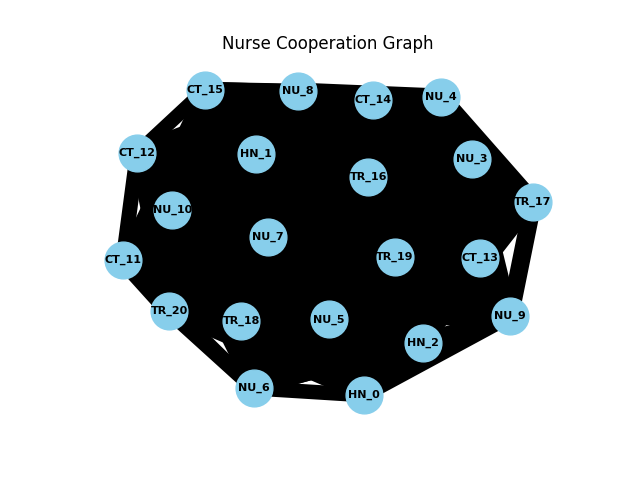 Nurse Cooperation Graph
CT_15
NU_8
CT_14
NU_4
CT_12
HN_1
NU_3
TR_16
NU_10
TR_17
NU_7
CT_11
TR_19
CT_13
TR_20
TR_18
NU_5
NU_9
HN_2
NU_6
HN_0